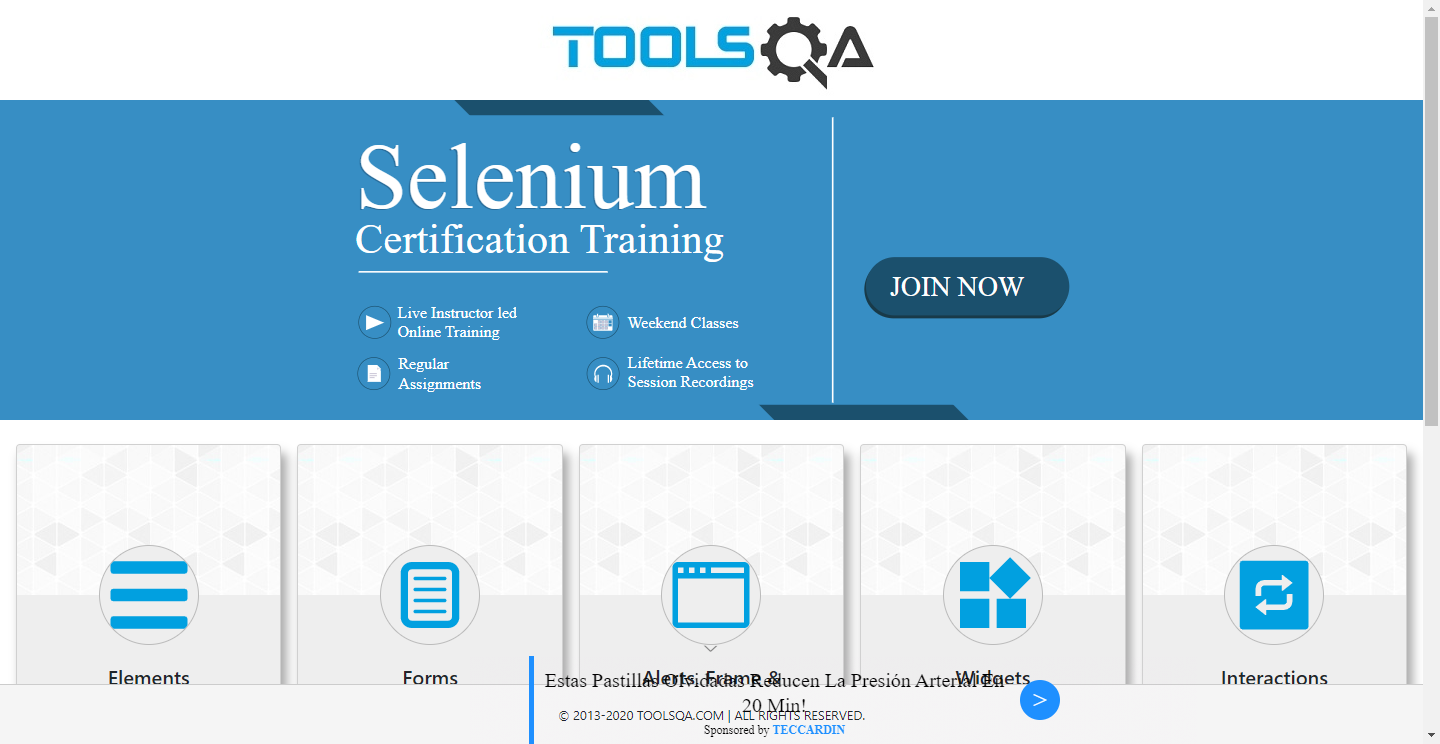 TOOLSQA
Selenium
Certification Training
JOIN NOW
Live Instructor led
Online Training
Weekend Classes
Regular
Assignments
Lifetime Access to
Session Recordings
Elements
Forms
Alerts, Frame &
Widgets
Interactions
Estas Pastillas Olvidadas Reducen La Presión Arterial En
20 Min!
>
© 2013-2020 TOOLSQA.COM | ALL RIGHTS RESERVED.
Sponsored by TECCARDIN